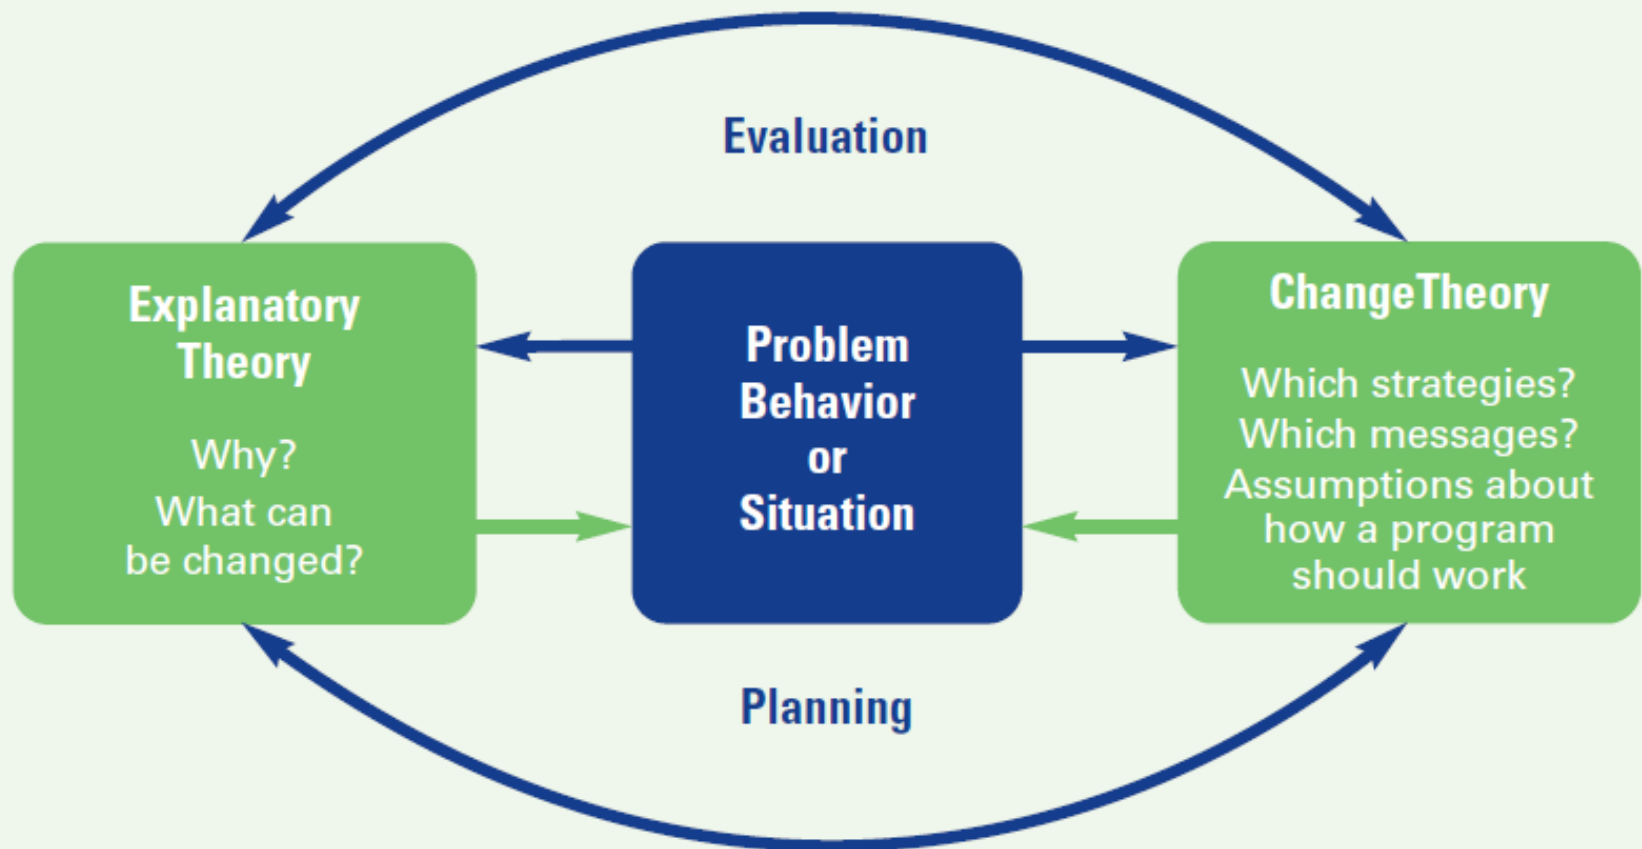 Evaluation
Explanatory
Theory
Why?
What can
be changed?
Problem
Behavior
or
Situation
ChangeTheory
Which strategies?
Which messages?
Assumptions about
how a program
should work
Planning